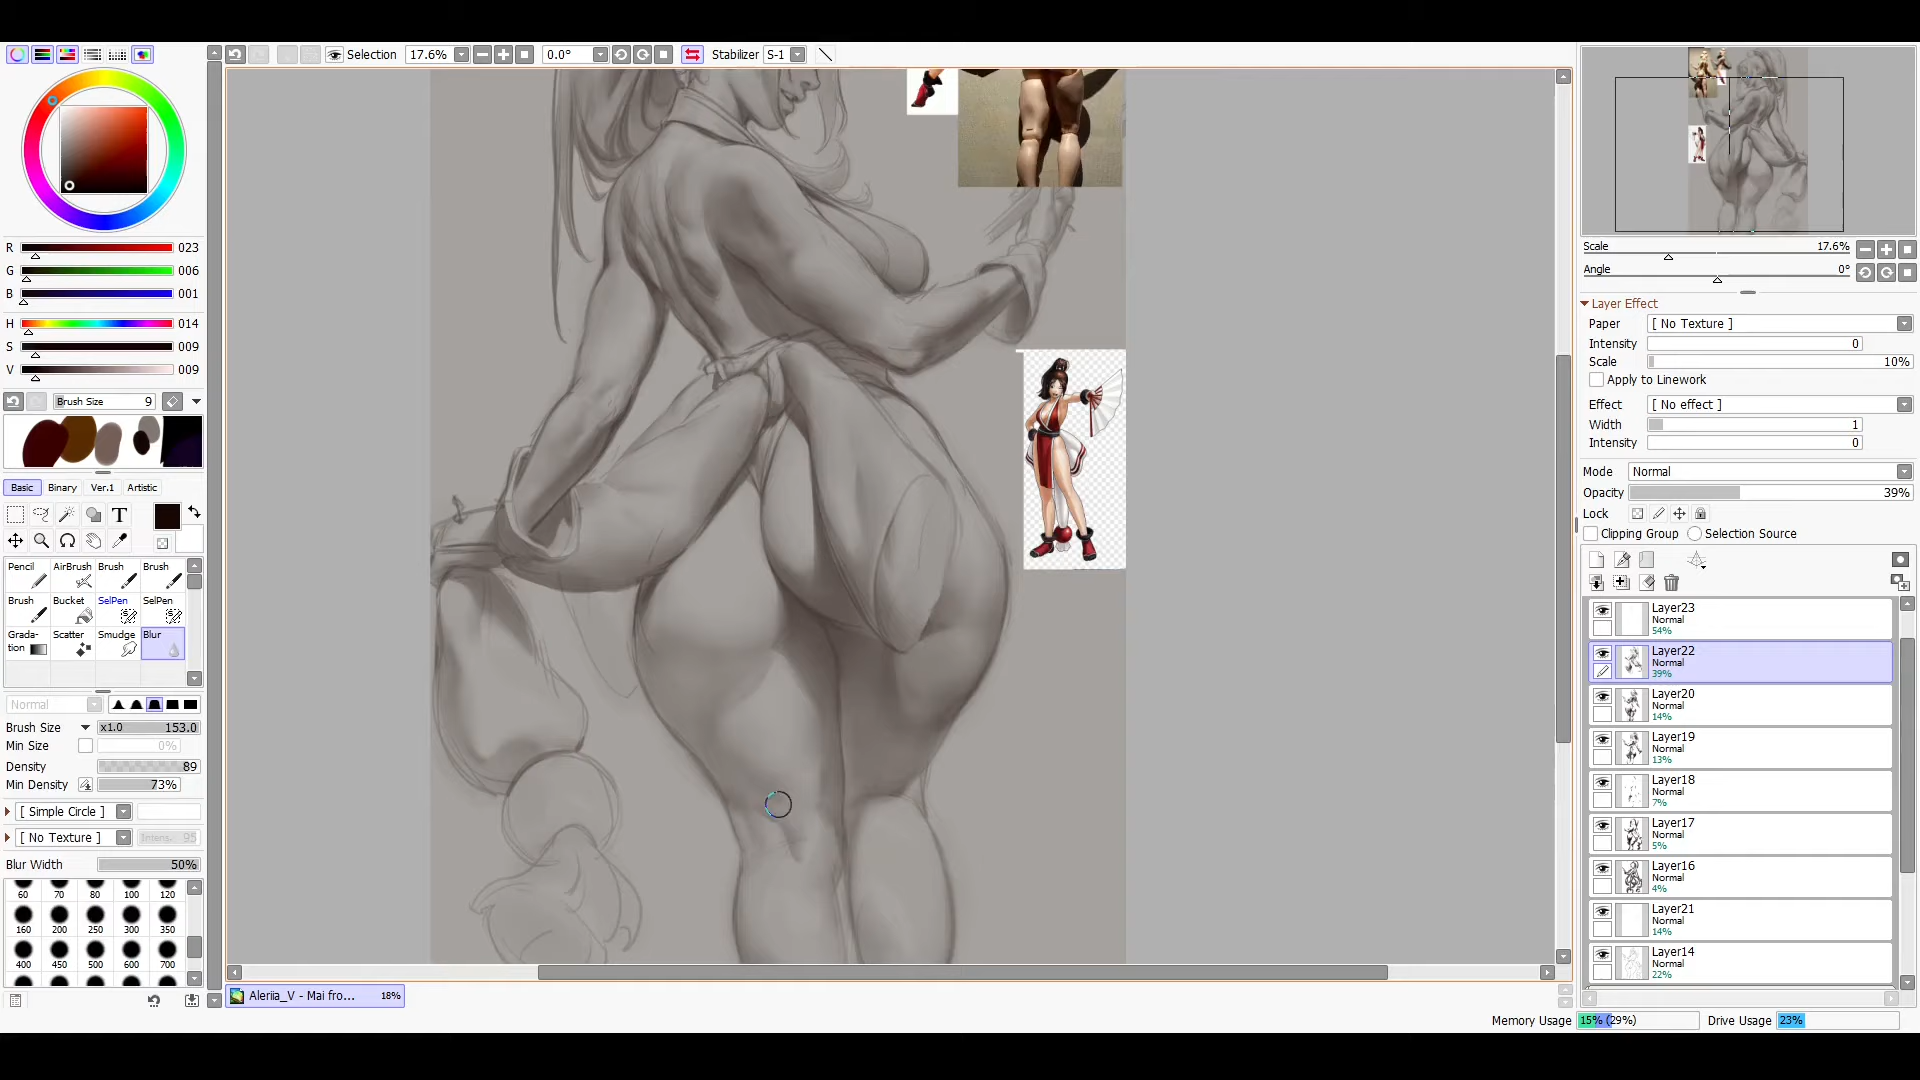 Selection 17.6% 0.0° Stabilizer S-1
R 023
G 006
B 001
H 014
S 009
V 009
Brush Size 9
Basic Binary Ver.1 Artistic
T
Pencil AirBrush Brush Brush
Brush Bucket SelPen SelPen
Grada-
tion Scatter Smudge Blur
Normal
Brush Size x1.0 153.0
Min Size 0%
Density 89
Min Density 73%
[ Simple Circle ]
[ No Texture ] Intens. 95
Blur Width 50%
60 70 80 100 120
160 200 250 300 350
400 450 500 600 700
Aleriia_V - Mai fro... 18%
Scale 17.6%
Angle 0°
Layer Effect
Paper [ No Texture ]
Intensity 0
Scale 10%
Apply to Linework
Effect [ No effect ]
Width 1
Intensity 0
Mode Normal
Opacity 39%
Lock
Clipping Group Selection Source
Layer23
Normal
54%
Layer22
Normal
39%
Layer20
Normal
14%
Layer19
Normal
13%
Layer18
Normal
7%
Layer17
Normal
5%
Layer16
Normal
4%
Layer21
Normal
14%
Layer14
Normal
22%
Memory Usage 15% (29%) Drive Usage 23%